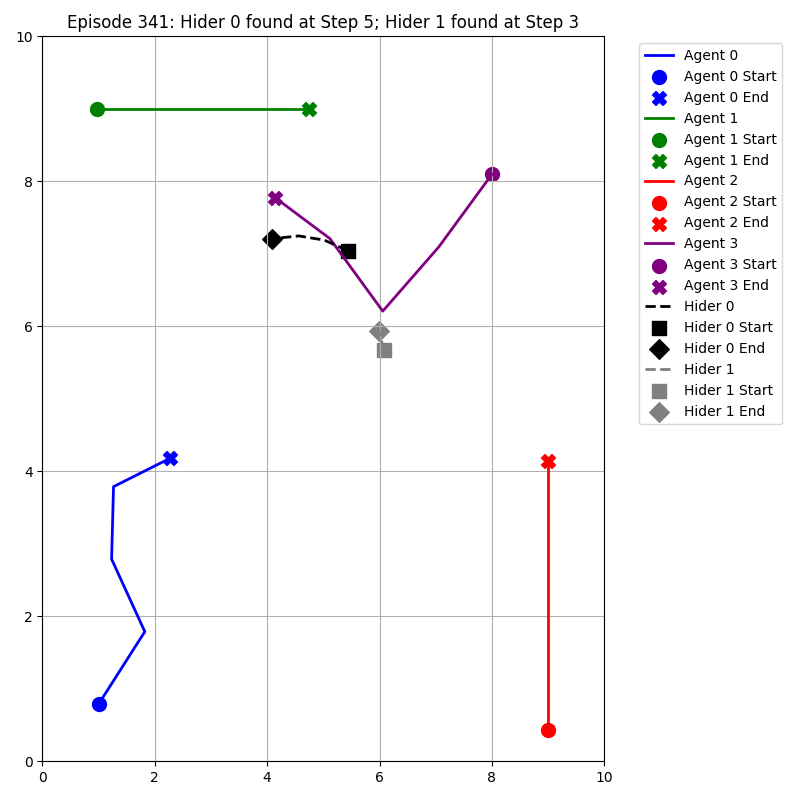 Episode 341: Hider 0 found at Step 5; Hider 1 found at Step 3
10
8
6
4
2
0
0 2 4 6 8 10
Agent 0
Agent 0 Start
Agent 0 End
Agent 1
Agent 1 Start
Agent 1 End
Agent 2
Agent 2 Start
Agent 2 End
Agent 3
Agent 3 Start
Agent 3 End
Hider 0
Hider 0 Start
Hider 0 End
Hider 1
Hider 1 Start
Hider 1 End